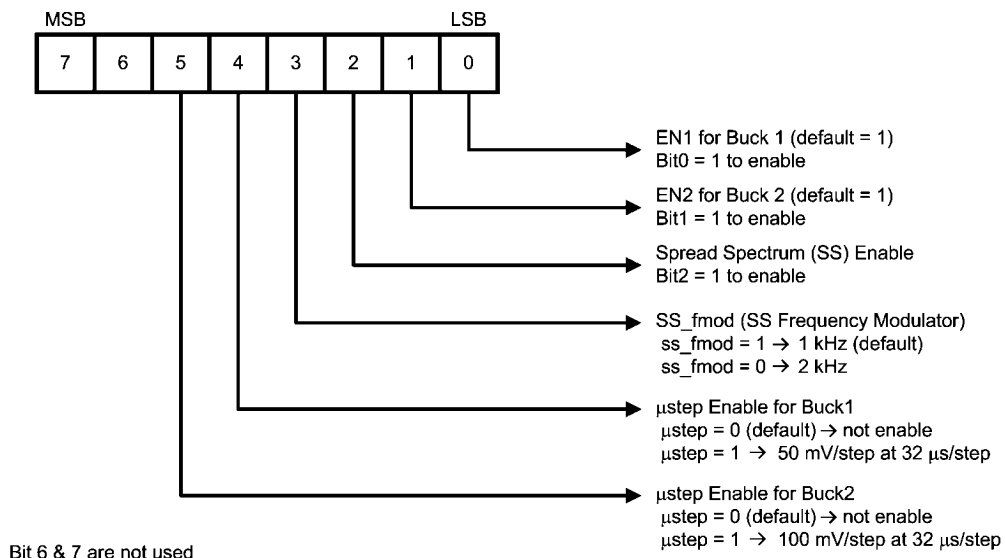 MSB LSB
7 6 5 4 3 2 1 0
EN1 for Buck 1 (default = 1)
Bit0 = 1 to enable
EN2 for Buck 2 (default = 1)
Bit1 = 1 to enable
Spread Spectrum (SS) Enable
Bit2 = 1 to enable
SS_fmod (SS Frequency Modulator)
ss_fmod = 1 → 1 kHz (default)
ss_fmod = 0 → 2 kHz
μstep Enable for Buck1
μstep = 0 (default) → not enable
μstep = 1 → 50 mV/step at 32 μs/step
μstep Enable for Buck2
μstep = 0 (default) → not enable
μstep = 1 → 100 mV/step at 32 μs/step
Bit 6 & 7 are not used